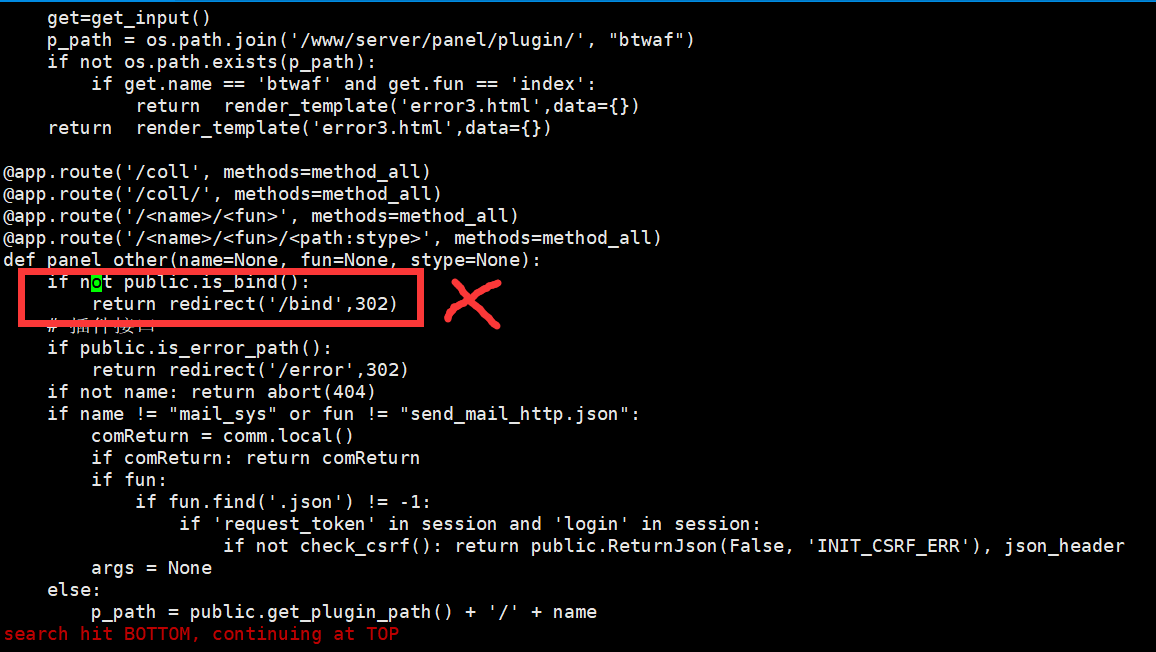 get=get_input()
    p_path = os.path.join('/www/server/panel/plugin/', "btwaf")
    if not os.path.exists(p_path):
        if get.name == 'btwaf' and get.fun == 'index':
            return  render_template('error3.html',data={})
    return  render_template('error3.html',data={})

@app.route('/coll', methods=method_all)
@app.route('/coll/', methods=method_all)
@app.route('/<name>/<fun>', methods=method_all)
@app.route('/<name>/<fun>/<path:stype>', methods=method_all)
def panel_other(name=None, fun=None, stype=None):
    if not public.is_bind():
        return redirect('/bind',302)
    # 插件接口
    if public.is_error_path():
        return redirect('/error',302)
    if not name: return abort(404)
    if name != "mail_sys" or fun != "send_mail_http.json":
        comReturn = comm.local()
        if comReturn: return comReturn
        if fun:
            if fun.find('.json') != -1:
                if 'request_token' in session and 'login' in session:
                    if not check_csrf(): return public.ReturnJson(False, 'INIT_CSRF_ERR'), json_header
        args = None
    else:
        p_path = public.get_plugin_path() + '/' + name
search hit BOTTOM, continuing at TOP